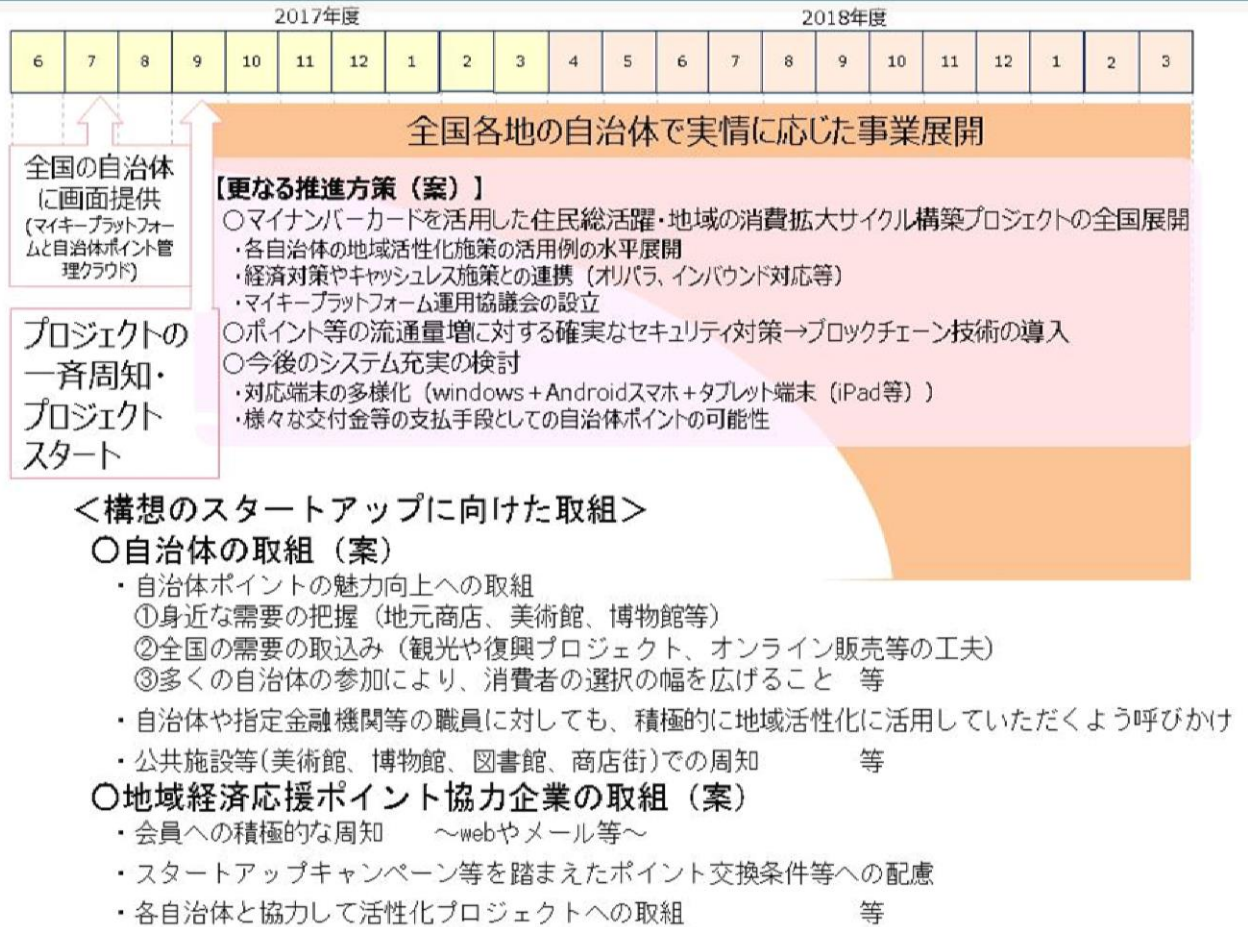 2017年度 2018年度
6 7 8 9 10 11 12 1 2 3 4 5 6 7 8 9 10 11 12 1 2 3
全国各地の自治体で実情に応じた事業展開
全国の自治体
に画面提供
(マイキープラットフォー
ムと自治体ポイント管
理クラウド)
プロジェクトの
一斉周知・
プロジェクト
スタート
【更なる推進方策（案）】
○マイナンバーカードを活用した住民総活躍・地域の消費拡大サイクル構築プロジェクトの全国展開
・各自治体の地域活性化施策の活用例の水平展開
・経済対策やキャッシュレス施策との連携（オリパラ、インバウンド対応等）
・マイキープラットフォーム運用協議会の設立
○ポイント等の流通量増に対する確実なセキュリティ対策→ブロックチェーン技術の導入
○今後のシステム充実の検討
・対応端末の多様化（windows＋Androidスマホ＋タブレット端末（iPad等））
・様々な交付金等の支払手段としての自治体ポイントの可能性
＜構想のスタートアップに向けた取組＞
○自治体の取組（案）
・自治体ポイントの魅力向上への取組
①身近な需要の把握（地元商店、美術館、博物館等）
②全国の需要の取込み（観光や復興プロジェクト、オンライン販売等の工夫）
③多くの自治体の参加により、消費者の選択の幅を広げること 等
・自治体や指定金融機関等の職員に対しても、積極的に地域活性化に活用していただくよう呼びかけ
・公共施設等(美術館、博物館、図書館、商店街)での周知 等
○地域経済応援ポイント協力企業の取組（案）
・会員への積極的な周知 ～webやメール等～
・スタートアップキャンペーン等を踏まえたポイント交換条件等への配慮
・各自治体と協力して活性化プロジェクトへの取組 等